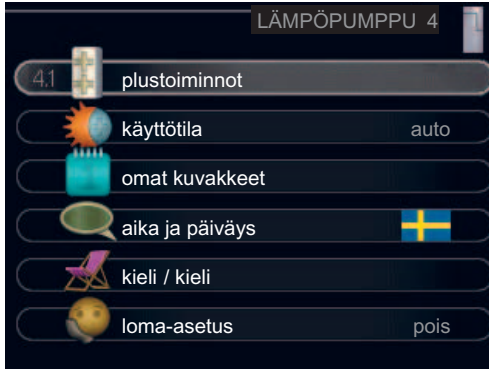 LÄMPÖPUMPPU 4
4.1 plustoiminnot
käyttötila auto
omat kuvakkeet
aika ja päiväys
kieli / kieli
loma-asetus pois